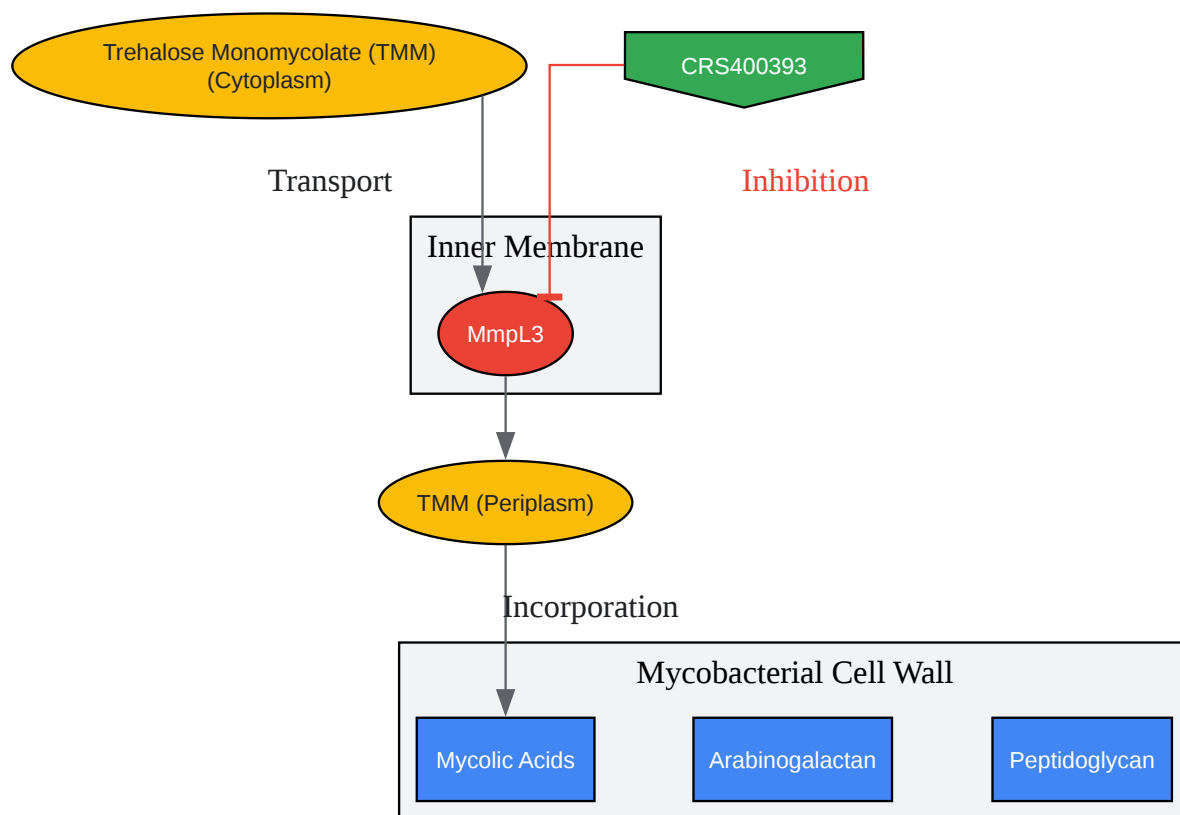 Trehalose Monomycolate (TMM)
(Cytoplasm)
CRS400393
Transport
Inhibition
Inner Membrane
MmpL3
TMM (Periplasm)
Incorporation
Mycobacterial Cell Wall
Mycolic Acids
Arabinogalactan
Peptidoglycan